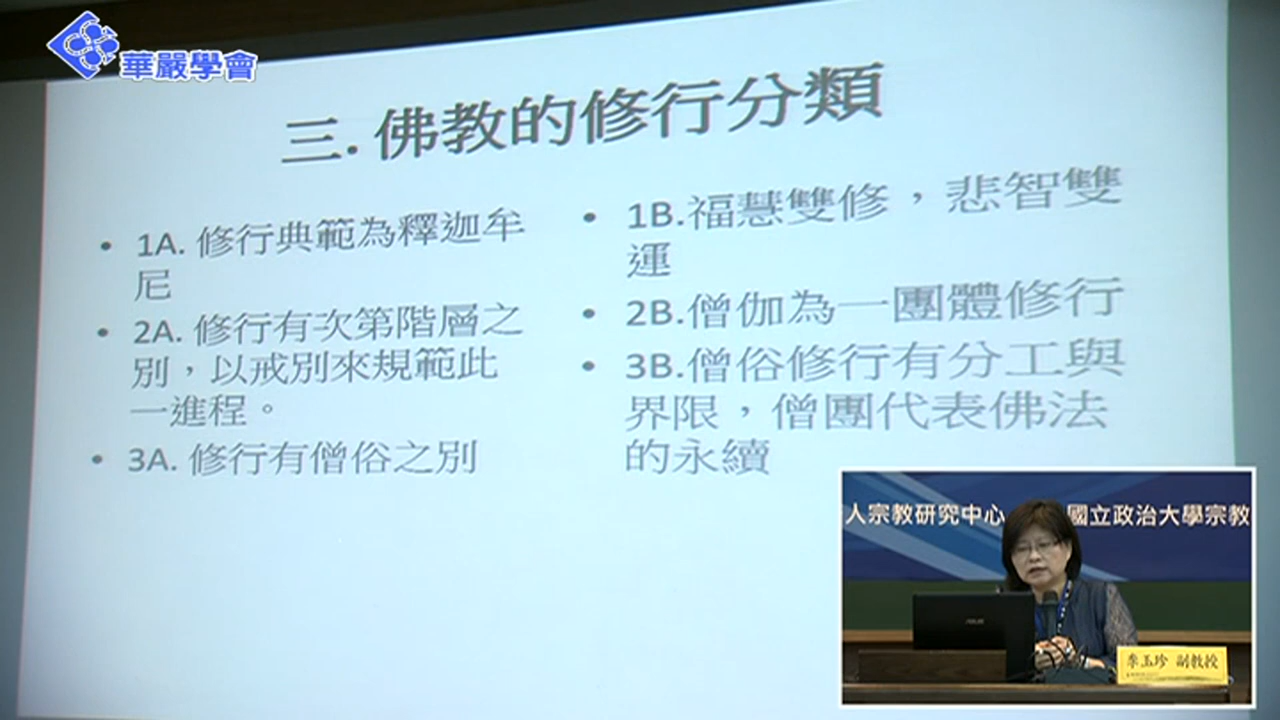 華嚴學會
三. 佛教的修行分類
• 1A. 修行典範為釋迦牟
尼
• 2A. 修行有次第階層之
別，以戒別來規範此
一進程。
• 3A. 修行有僧俗之別
• 1B.福慧雙修，悲智雙
運
• 2B.僧伽為一團體修行
• 3B.僧俗修行有分工與
界限，僧團代表佛法
的永續
人宗教研究中心
國立政治大學宗教
ASUS
李玉珍 副教授